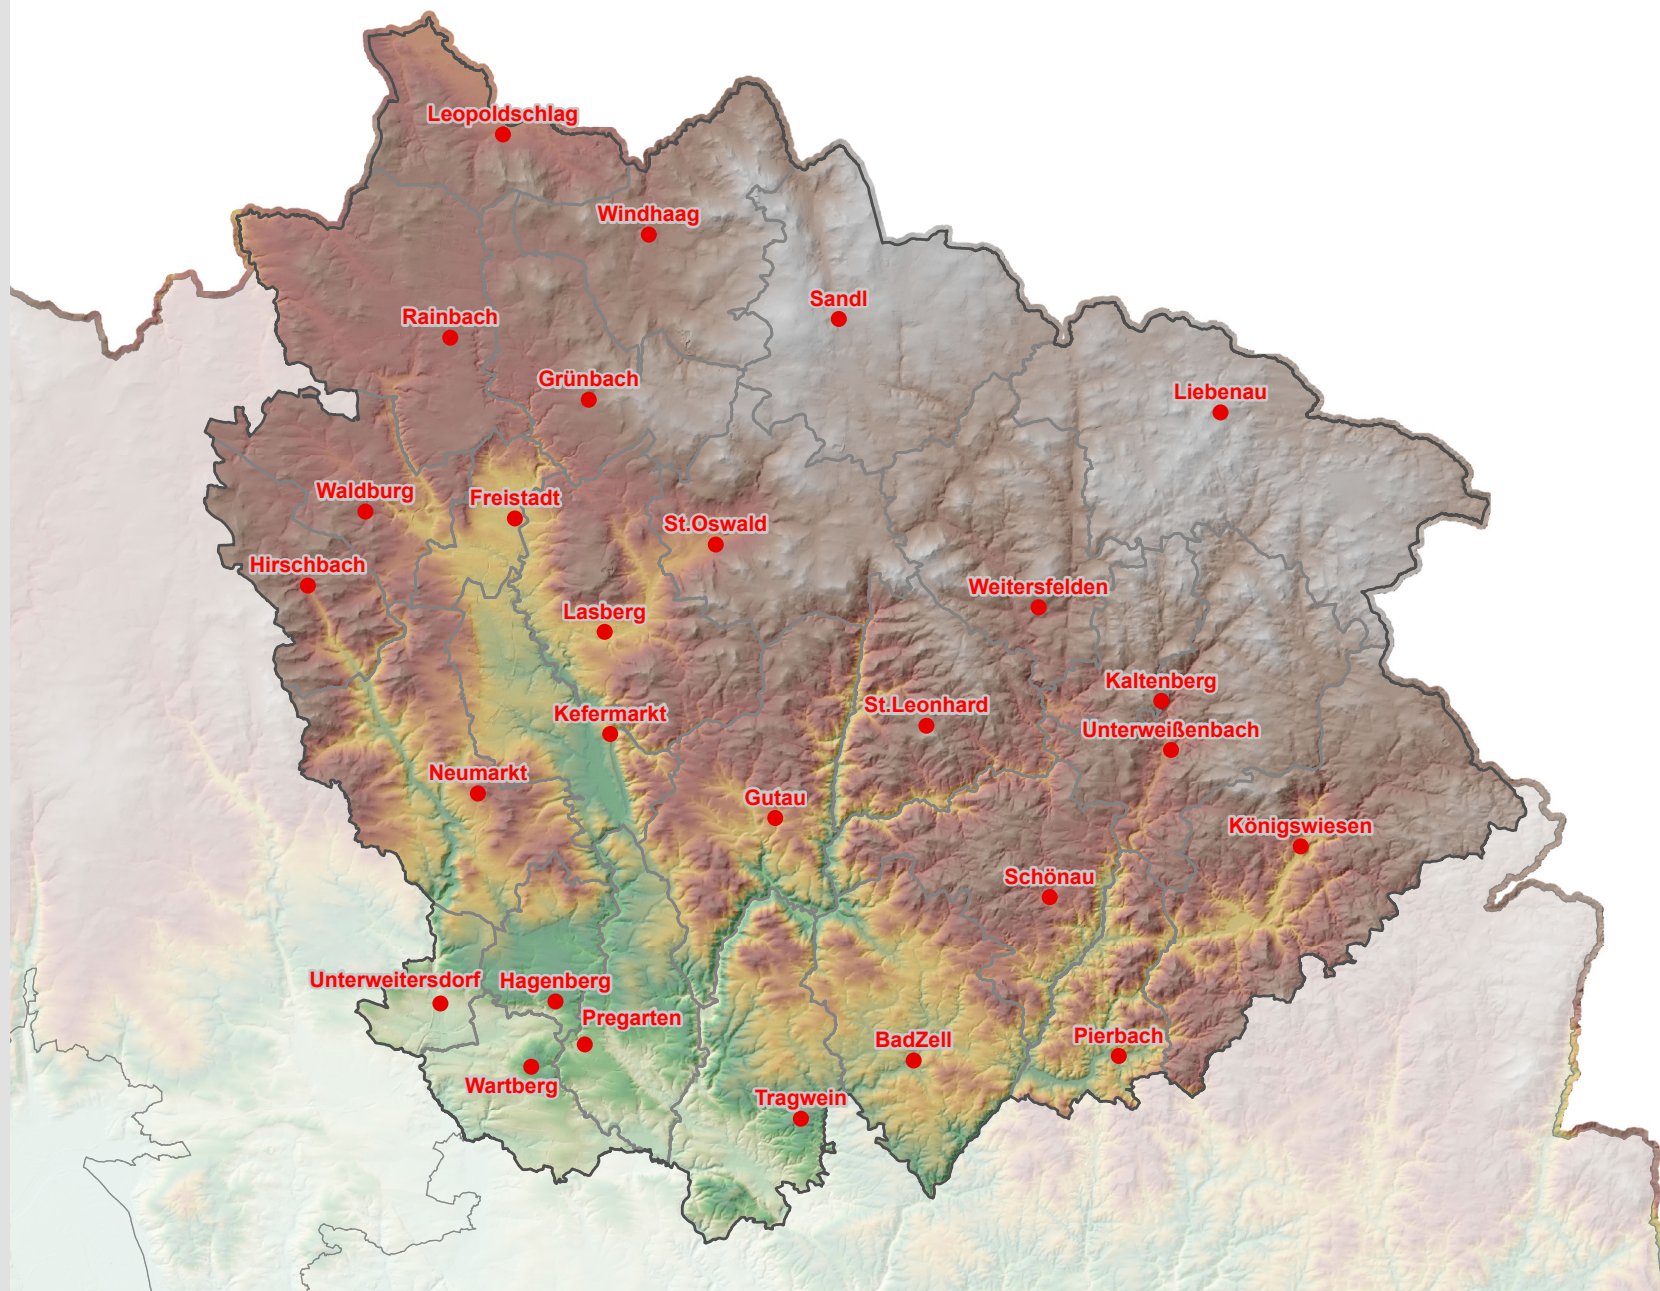 Leopoldschlag
Windhaag
Sandl
Rainbach
Grünbach
Liebenau
Waldburg
Freistadt
St.Oswald
Hirschbach
Weitersfelden
Lasberg
Kaltenberg
St.Leonhard
Kefermarkt
Unterweißenbach
Neumarkt
Gutau
Königswiesen
Schönau
Unterweitersdorf
Hagenberg
Pregarten
Pierbach
BadZell
Wartberg
Tragwein